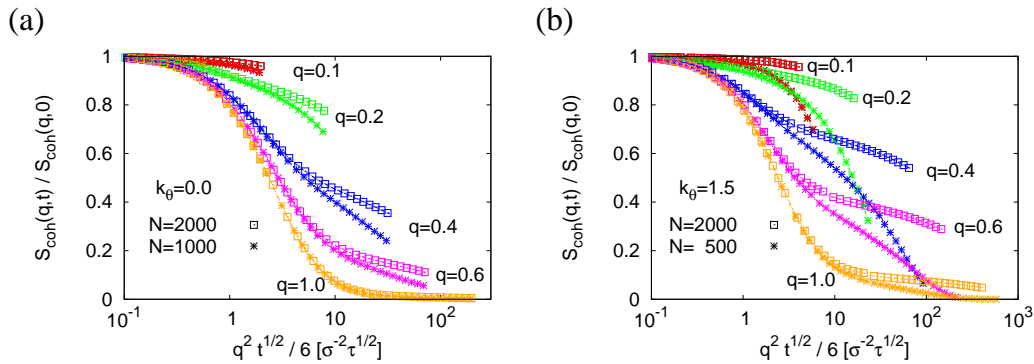 (a)
S_coh(q,t) / S_coh(q,0)
1
0.8
0.6
0.4
0.2
0
q=0.1
q=0.2
q=0.4
q=0.6
q=1.0
k_θ=0.0
N=2000
N=1000
10^-1
1
10
10^2
q^2 t^1/2 / 6 [σ^-2 τ^1/2]
(b)
S_coh(q,t) / S_coh(q,0)
1
0.8
0.6
0.4
0.2
0
q=0.1
q=0.2
q=0.4
q=0.6
q=1.0
k_θ=1.5
N=2000
N= 500
10^-1
1
10
10^2
10^3
q^2 t^1/2 / 6 [σ^-2 τ^1/2]